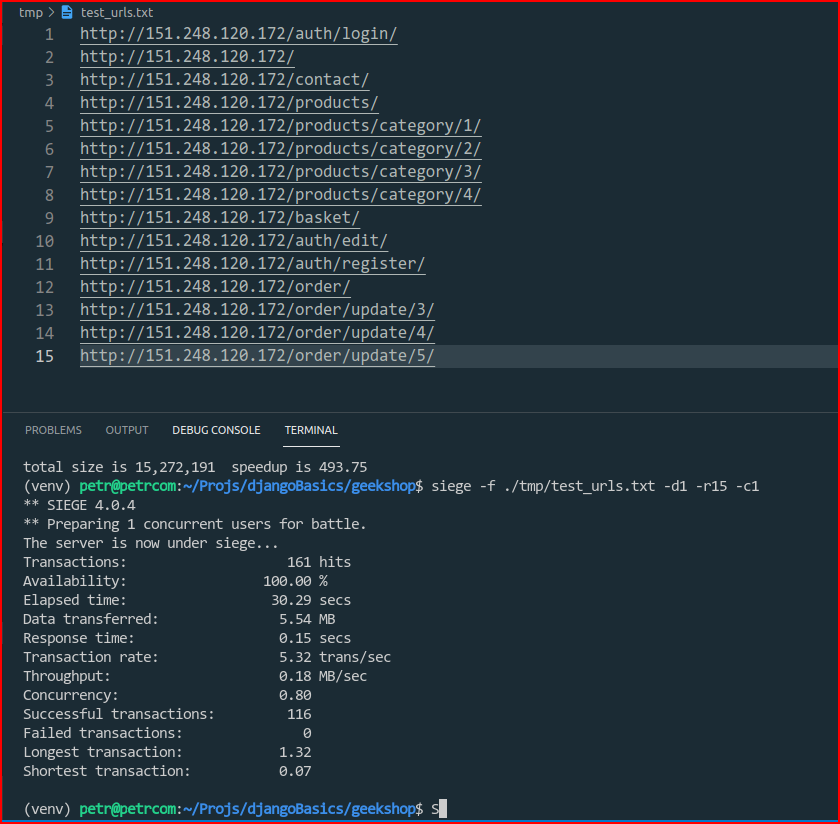 tmp > test_urls.txt
1 http://151.248.120.172/auth/login/
2 http://151.248.120.172/
3 http://151.248.120.172/contact/
4 http://151.248.120.172/products/
5 http://151.248.120.172/products/category/1/
6 http://151.248.120.172/products/category/2/
7 http://151.248.120.172/products/category/3/
8 http://151.248.120.172/products/category/4/
9 http://151.248.120.172/basket/
10 http://151.248.120.172/auth/edit/
11 http://151.248.120.172/auth/register/
12 http://151.248.120.172/order/
13 http://151.248.120.172/order/update/3/
14 http://151.248.120.172/order/update/4/
15 http://151.248.120.172/order/update/5/
PROBLEMS OUTPUT DEBUG CONSOLE TERMINAL
total size is 15,272,191  speedup is 493.75
(venv) petr@petrcom:~/Projs/djangoBasics/geekshop$ siege -f ./tmp/test_urls.txt -d1 -r15 -c1
** SIEGE 4.0.4
** Preparing 1 concurrent users for battle.
The server is now under siege...
Transactions: 161 hits
Availability: 100.00 %
Elapsed time: 30.29 secs
Data transferred: 5.54 MB
Response time: 0.15 secs
Transaction rate: 5.32 trans/sec
Throughput: 0.18 MB/sec
Concurrency: 0.80
Successful transactions: 116
Failed transactions: 0
Longest transaction: 1.32
Shortest transaction: 0.07
(venv) petr@petrcom:~/Projs/djangoBasics/geekshop$ S